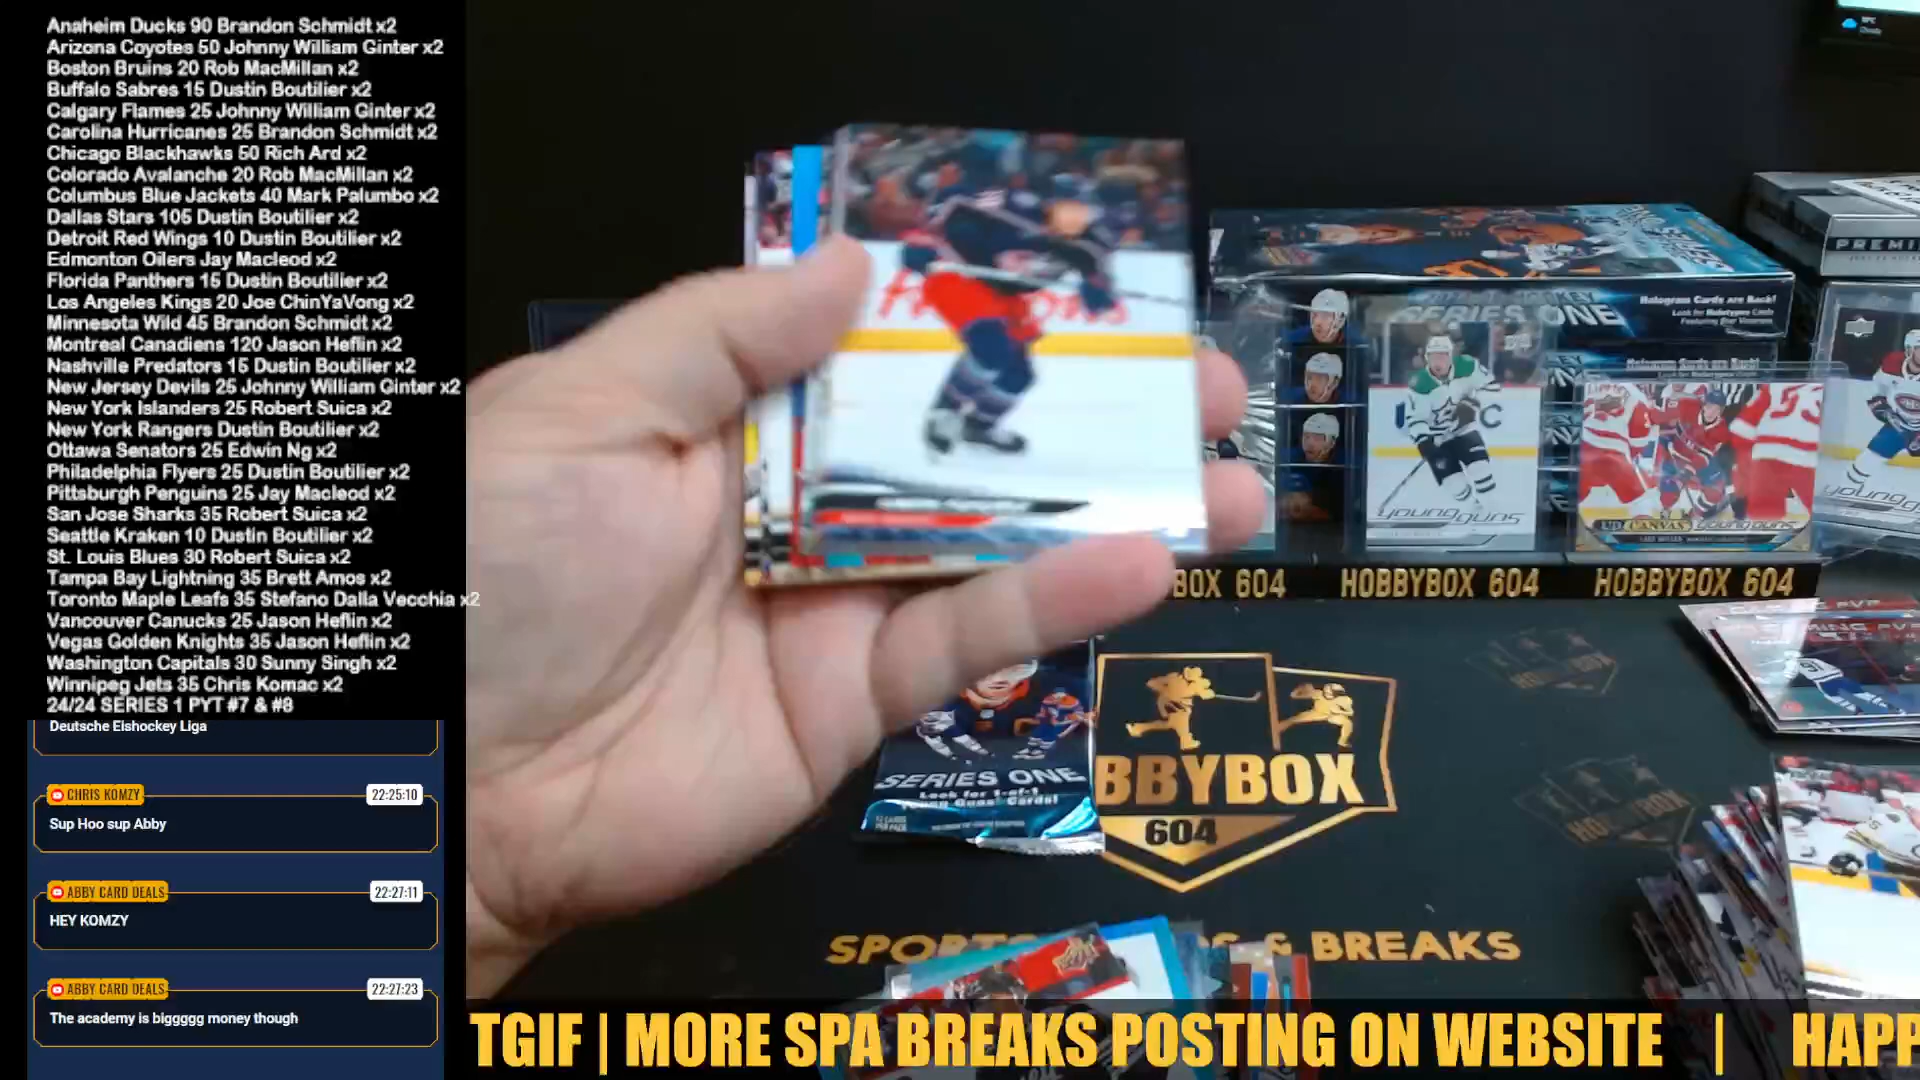 Anaheim Ducks 90 Brandon Schmidt x2
Arizona Coyotes 50 Johnny William Ginter x2
Boston Bruins 20 Rob MacMillan x2
Buffalo Sabres 15 Dustin Boutilier x2
Calgary Flames 25 Johnny William Ginter x2
Carolina Hurricanes 25 Brandon Schmidt x2
Chicago Blackhawks 50 Rich Ard x2
Colorado Avalanche 20 Rob MacMillan x2
Columbus Blue Jackets 40 Mark Palumbo x2
Dallas Stars 105 Dustin Boutilier x2
Detroit Red Wings 10 Dustin Boutilier x2
Edmonton Oilers Jay Macleod x2
Florida Panthers 15 Dustin Boutilier x2
Los Angeles Kings 20 Joe ChinYaVong x2
Minnesota Wild 45 Brandon Schmidt x2
Montreal Canadiens 120 Jason Heflin x2
Nashville Predators 15 Dustin Boutilier x2
New Jersey Devils 25 Johnny William Ginter x2
New York Islanders 25 Robert Suica x2
New York Rangers Dustin Boutilier x2
Ottawa Senators 25 Edwin Ng x2
Philadelphia Flyers 25 Dustin Boutilier x2
Pittsburgh Penguins 25 Jay Macleod x2
San Jose Sharks 35 Robert Suica x2
Seattle Kraken 10 Dustin Boutilier x2
St. Louis Blues 30 Robert Suica x2
Tampa Bay Lightning 35 Brett Amos x2
Toronto Maple Leafs 35 Stefano Dalla Vecchia x2
Vancouver Canucks 25 Jason Heflin x2
Vegas Golden Knights 35 Jason Heflin x2
Washington Capitals 30 Sunny Singh x2
Winnipeg Jets 35 Chris Komac x2
24/24 SERIES 1 PYT #7 & #8
Deutsche Eishockey Liga
CHRIS KOMZY 22:25:10
Sup Hoo sup Abby
ABBY CARD DEALS 22:27:11
HEY KOMZY
ABBY CARD DEALS 22:27:23
The academy is biggggg money though
PREMI
Hologram Cards are Back!
SERIES ONE
young guns
UD CANVAS young guns
BOX 604 HOBBYBOX 604 HOBBYBOX 604
SERIES ONE
Look for 1-of-1
Young Guns Cards!
BBYBOX
604
SPORTS & BREAKS
TGIF | MORE SPA BREAKS POSTING ON WEBSITE | HAPP